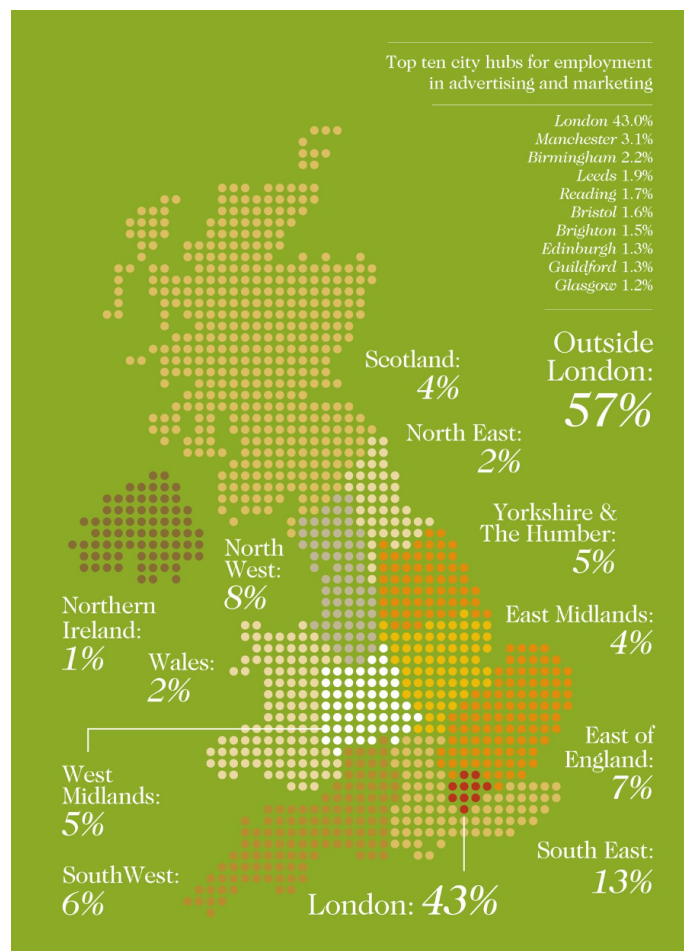 Top ten city hubs for employment
in advertising and marketing
London 43.0%
Manchester 3.1%
Birmingham 2.2%
Leeds 1.9%
Reading 1.7%
Bristol 1.6%
Brighton 1.5%
Edinburgh 1.3%
Guildford 1.3%
Glasgow 1.2%
Outside
London:
57%
Scotland:
4%
North East:
2%
Yorkshire &
The Humber:
5%
North
West:
8%
Northern
Ireland:
1%
East Midlands:
4%
Wales:
2%
East of
England:
7%
West
Midlands:
5%
South East:
13%
SouthWest:
6%
London: 43%